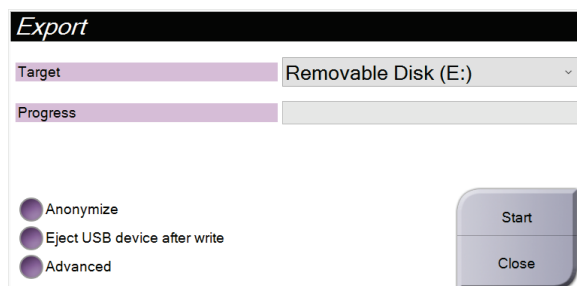 Export
Target
Removable Disk (E:)
Progress
Anonymize
Eject USB device after write
Advanced
Start
Close